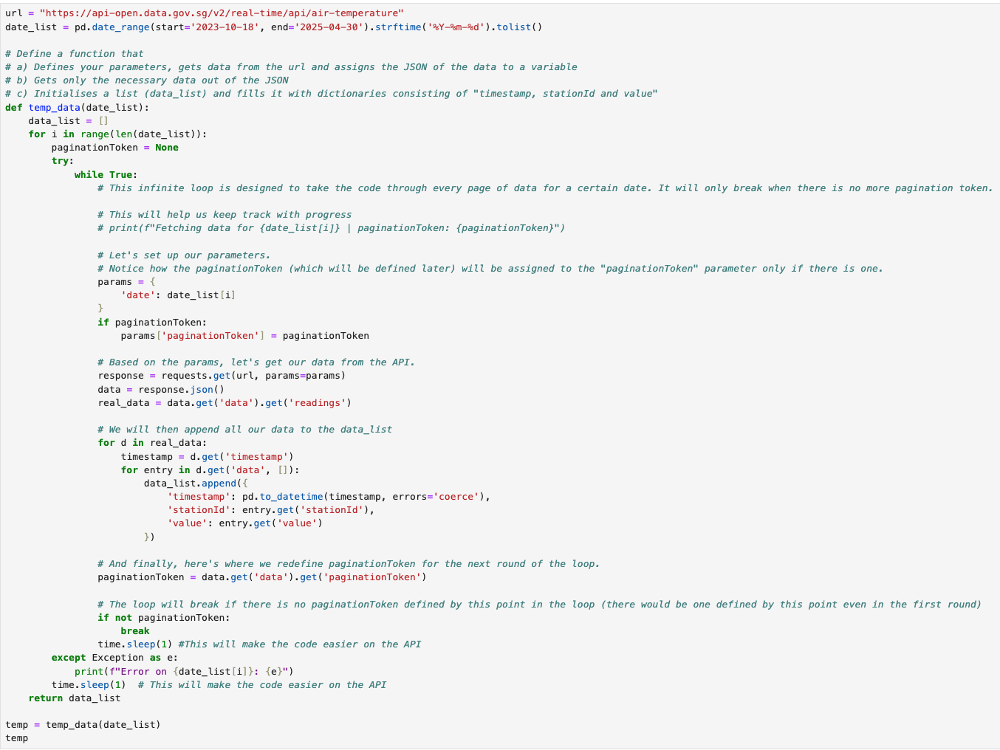 url = "https://api-open.data.gov.sg/v2/real-time/api/air-temperature"
date_list = pd.date_range(start='2023-10-18', end='2025-04-30').strftime('%Y-%m-%d').tolist()

# Define a function that
# a) Defines your parameters, gets data from the url and assigns the JSON of the data to a variable
# b) Gets only the necessary data out of the JSON
# c) Initialises a list (data_list) and fills it with dictionaries consisting of "timestamp, stationId and value"
def temp_data(date_list):
    data_list = []
    for i in range(len(date_list)):
        paginationToken = None
        try:
            while True:
                # This infinite loop is designed to take the code through every page of data for a certain date. It will only break when there is no more pagination token.

                # This will help us keep track with progress
                # print(f"Fetching data for {date_list[i]} | paginationToken: {paginationToken}")

                # Let's set up our parameters.
                # Notice how the paginationToken (which will be defined later) will be assigned to the "paginationToken" parameter only if there is one.
                params = {
                    'date': date_list[i]
                }
                if paginationToken:
                    params['paginationToken'] = paginationToken

                # Based on the params, let's get our data from the API.
                response = requests.get(url, params=params)
                data = response.json()
                real_data = data.get('data').get('readings')

                # We will then append all our data to the data_list
                for d in real_data:
                    timestamp = d.get('timestamp')
                    for entry in d.get('data', []):
                        data_list.append({
                            'timestamp': pd.to_datetime(timestamp, errors='coerce'),
                            'stationId': entry.get('stationId'),
                            'value': entry.get('value')
                        })

                # And finally, here's where we redefine paginationToken for the next round of the loop.
                paginationToken = data.get('data').get('paginationToken')

                # The loop will break if there is no paginationToken defined by this point in the loop (there would be one defined by this point even in the first round)
                if not paginationToken:
                    break
                time.sleep(1) #This will make the code easier on the API
        except Exception as e:
            print(f"Error on {date_list[i]}: {e}")
        time.sleep(1)  # This will make the code easier on the API
    return data_list

temp = temp_data(date_list)
temp